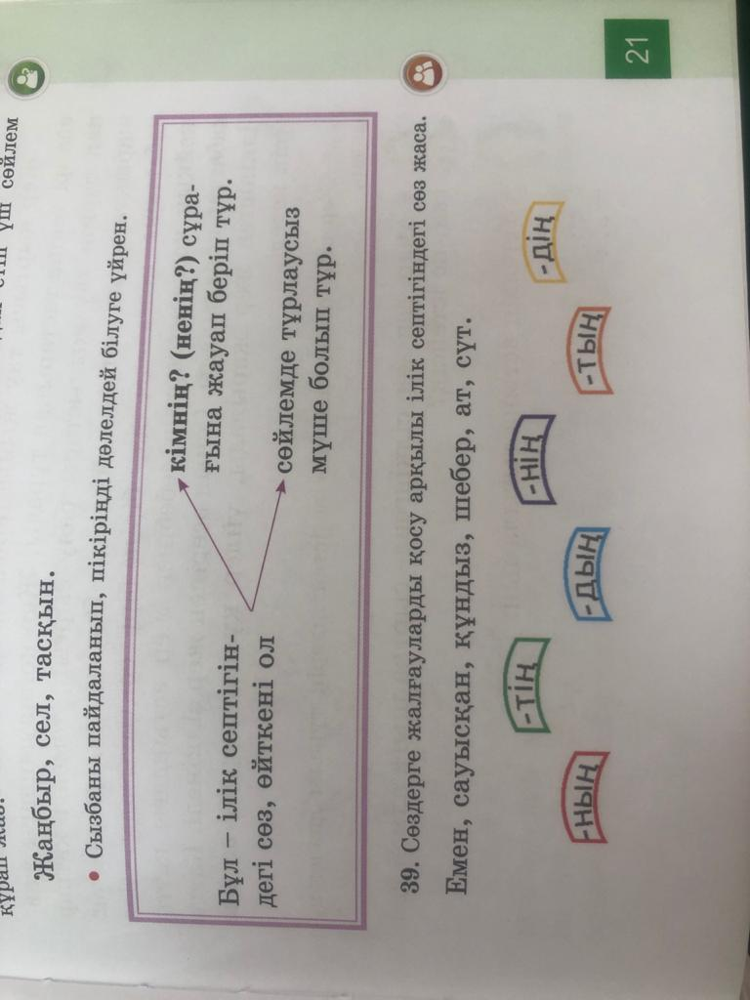 құрап жаз.
үш сөйлем
Жаңбыр, сел, тасқын.
• Сызбаны пайдаланып, пікіріңді дәлелдей білуге үйрен.
Бұл – ілік септігін-
дегі сөз, өйткені ол
кімнің? (ненің?) сұра-
ғына жауап беріп тұр.
сөйлемде тұрлаусыз
мүше болып тұр.
39. Сөздерге жалғауларды қосу арқылы ілік септігіндегі сөз жаса.
Емен, сауысқан, құндыз, шебер, ат, сүт.
-ның -тің -дың -нің -тың -дің
21